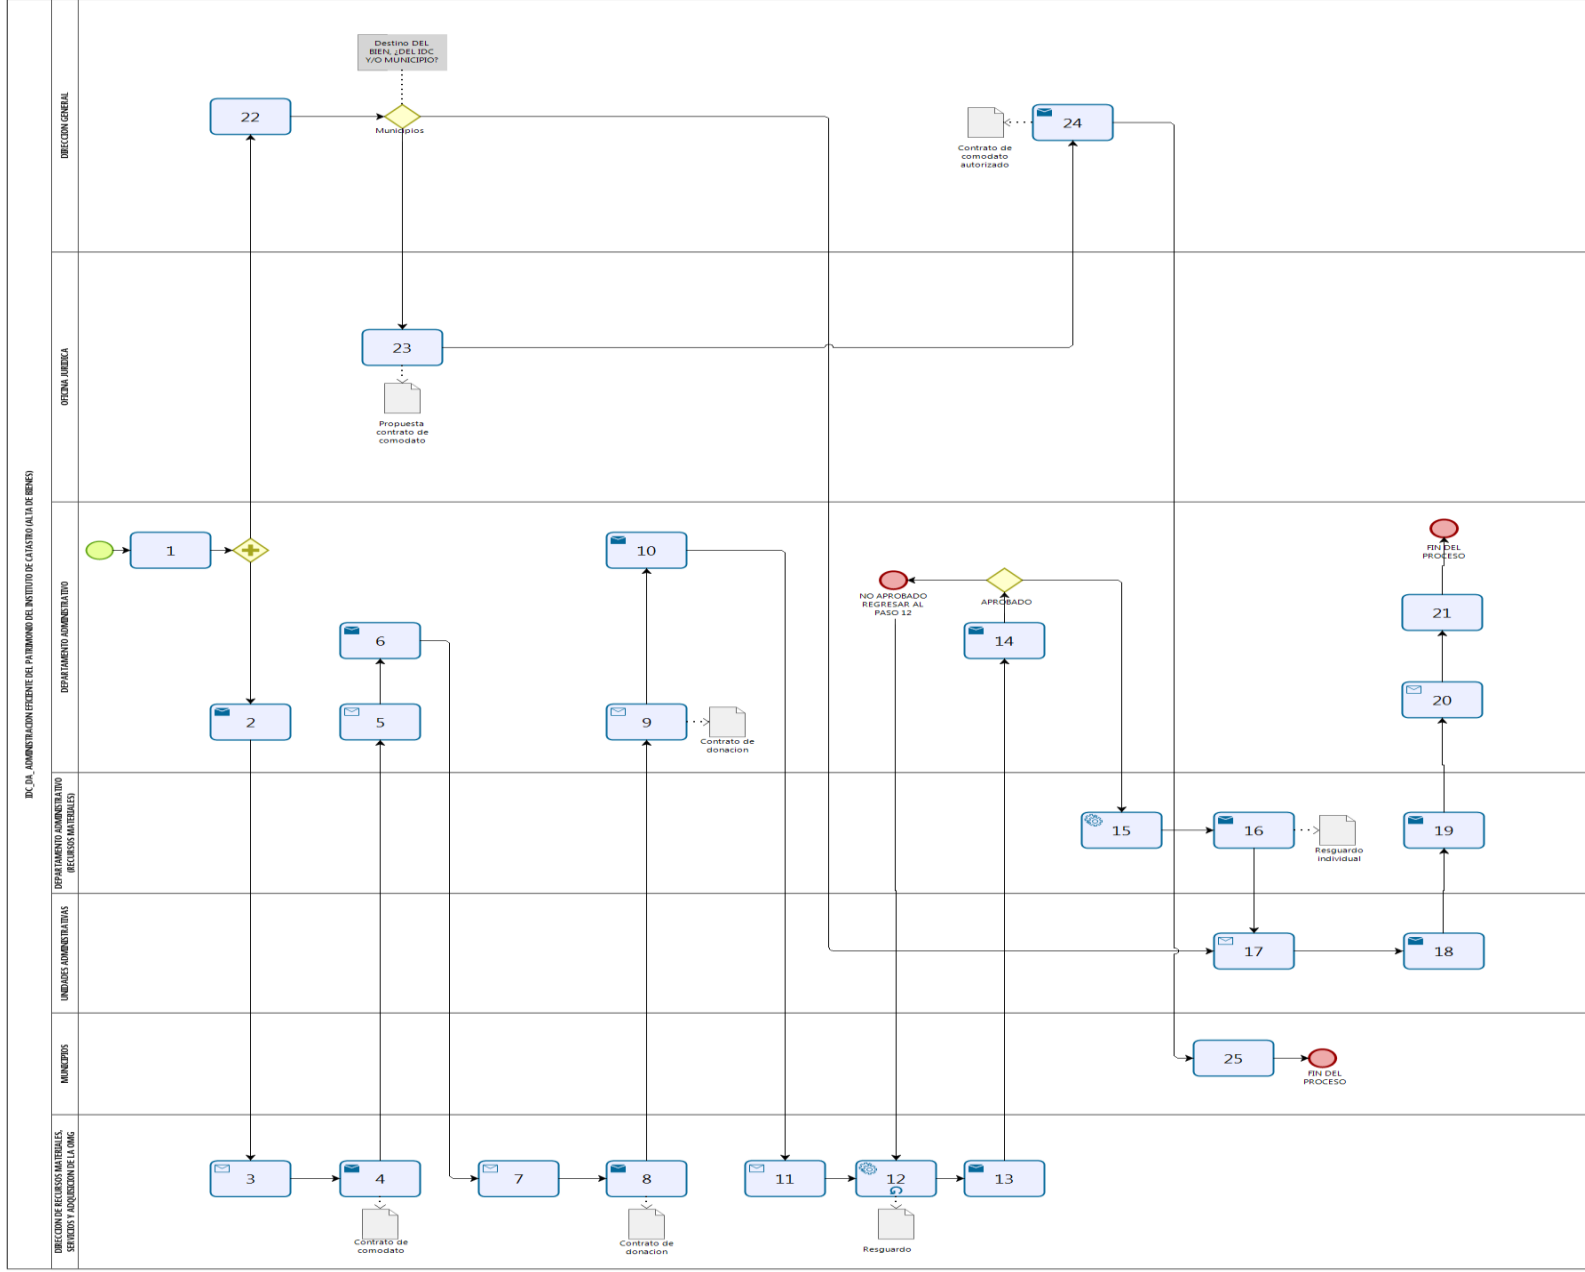 IDC_DA_ADMINISTRACION EFICIENTE DEL PATRIMONIO DEL INSTITUTO DE CATASTRO (ALTA DE BIENES)
DIRECCION GENERAL
Destino DEL
BIEN, ¿DEL IDC
Y/O MUNICIPIO?
22
Municipios
24
Contrato de
comodato
autorizado
OFICINA JURIDICA
23
Propuesta
contrato de
comodato
DEPARTAMENTO ADMINISTRATIVO
1
2
5
6
9
10
Contrato de
donacion
NO APROBADO
REGRESAR AL
PASO 12
APROBADO
14
FIN DEL
PROCESO
21
20
DEPARTAMENTO ADMINISTRATIVO
(RECURSOS MATERIALES)
15
16
Resguardo
individual
19
UNIDADES ADMINISTRATIVAS
17
18
MUNICIPIOS
25
FIN DEL
PROCESO
DIRECCION DE RECURSOS MATERIALES,
SERVICIOS Y ADQUISICION DE LA OMG
3
4
Contrato de
comodato
7
8
Contrato de
donacion
11
12
Resguardo
13